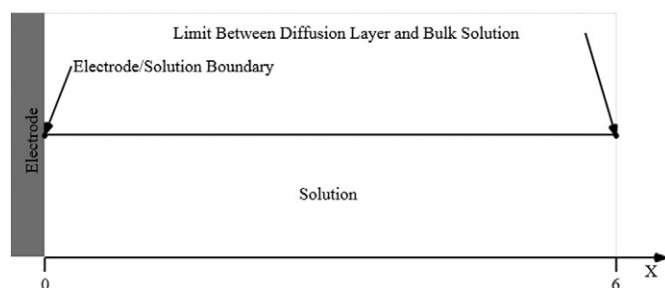 Limit Between Diffusion Layer and Bulk Solution
Electrode/Solution Boundary
Electrode
Solution
X
0
6